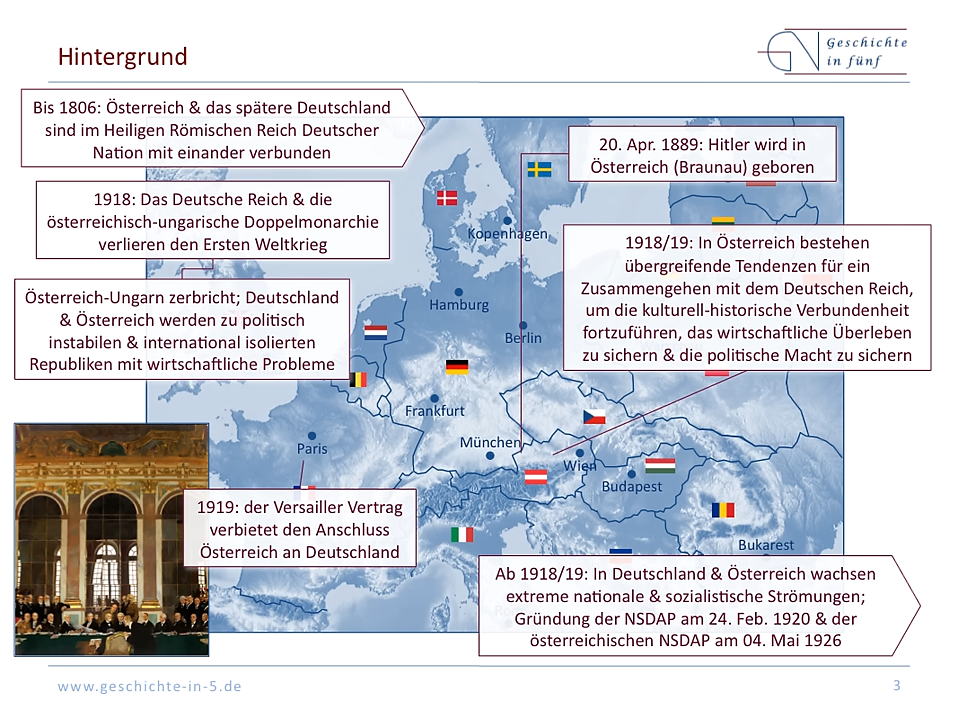 Hintergrund
Geschichte
in fünf
Bis 1806: Österreich & das spätere Deutschland
sind im Heiligen Römischen Reich Deutscher
Nation mit einander verbunden
20. Apr. 1889: Hitler wird in
Österreich (Braunau) geboren
1918: Das Deutsche Reich & die
österreichisch-ungarische Doppelmonarchie
verlieren den Ersten Weltkrieg
1918/19: In Österreich bestehen
übergreifende Tendenzen für ein
Zusammengehen mit dem Deutschen Reich,
um die kulturell-historische Verbundenheit
fortzuführen, das wirtschaftliche Überleben
zu sichern & die politische Macht zu sichern
Österreich-Ungarn zerbricht; Deutschland
& Österreich werden zu politisch
instabilen & international isolierten
Republiken mit wirtschaftliche Probleme
Kopenhagen
Hamburg
Berlin
Frankfurt
Paris
München
Wien
Budapest
Bukarest
1919: der Versailler Vertrag
verbietet den Anschluss
Österreich an Deutschland
Ab 1918/19: In Deutschland & Österreich wachsen
extreme nationale & sozialistische Strömungen;
Gründung der NSDAP am 24. Feb. 1920 & der
österreichischen NSDAP am 04. Mai 1926
www.geschichte-in-5.de
3